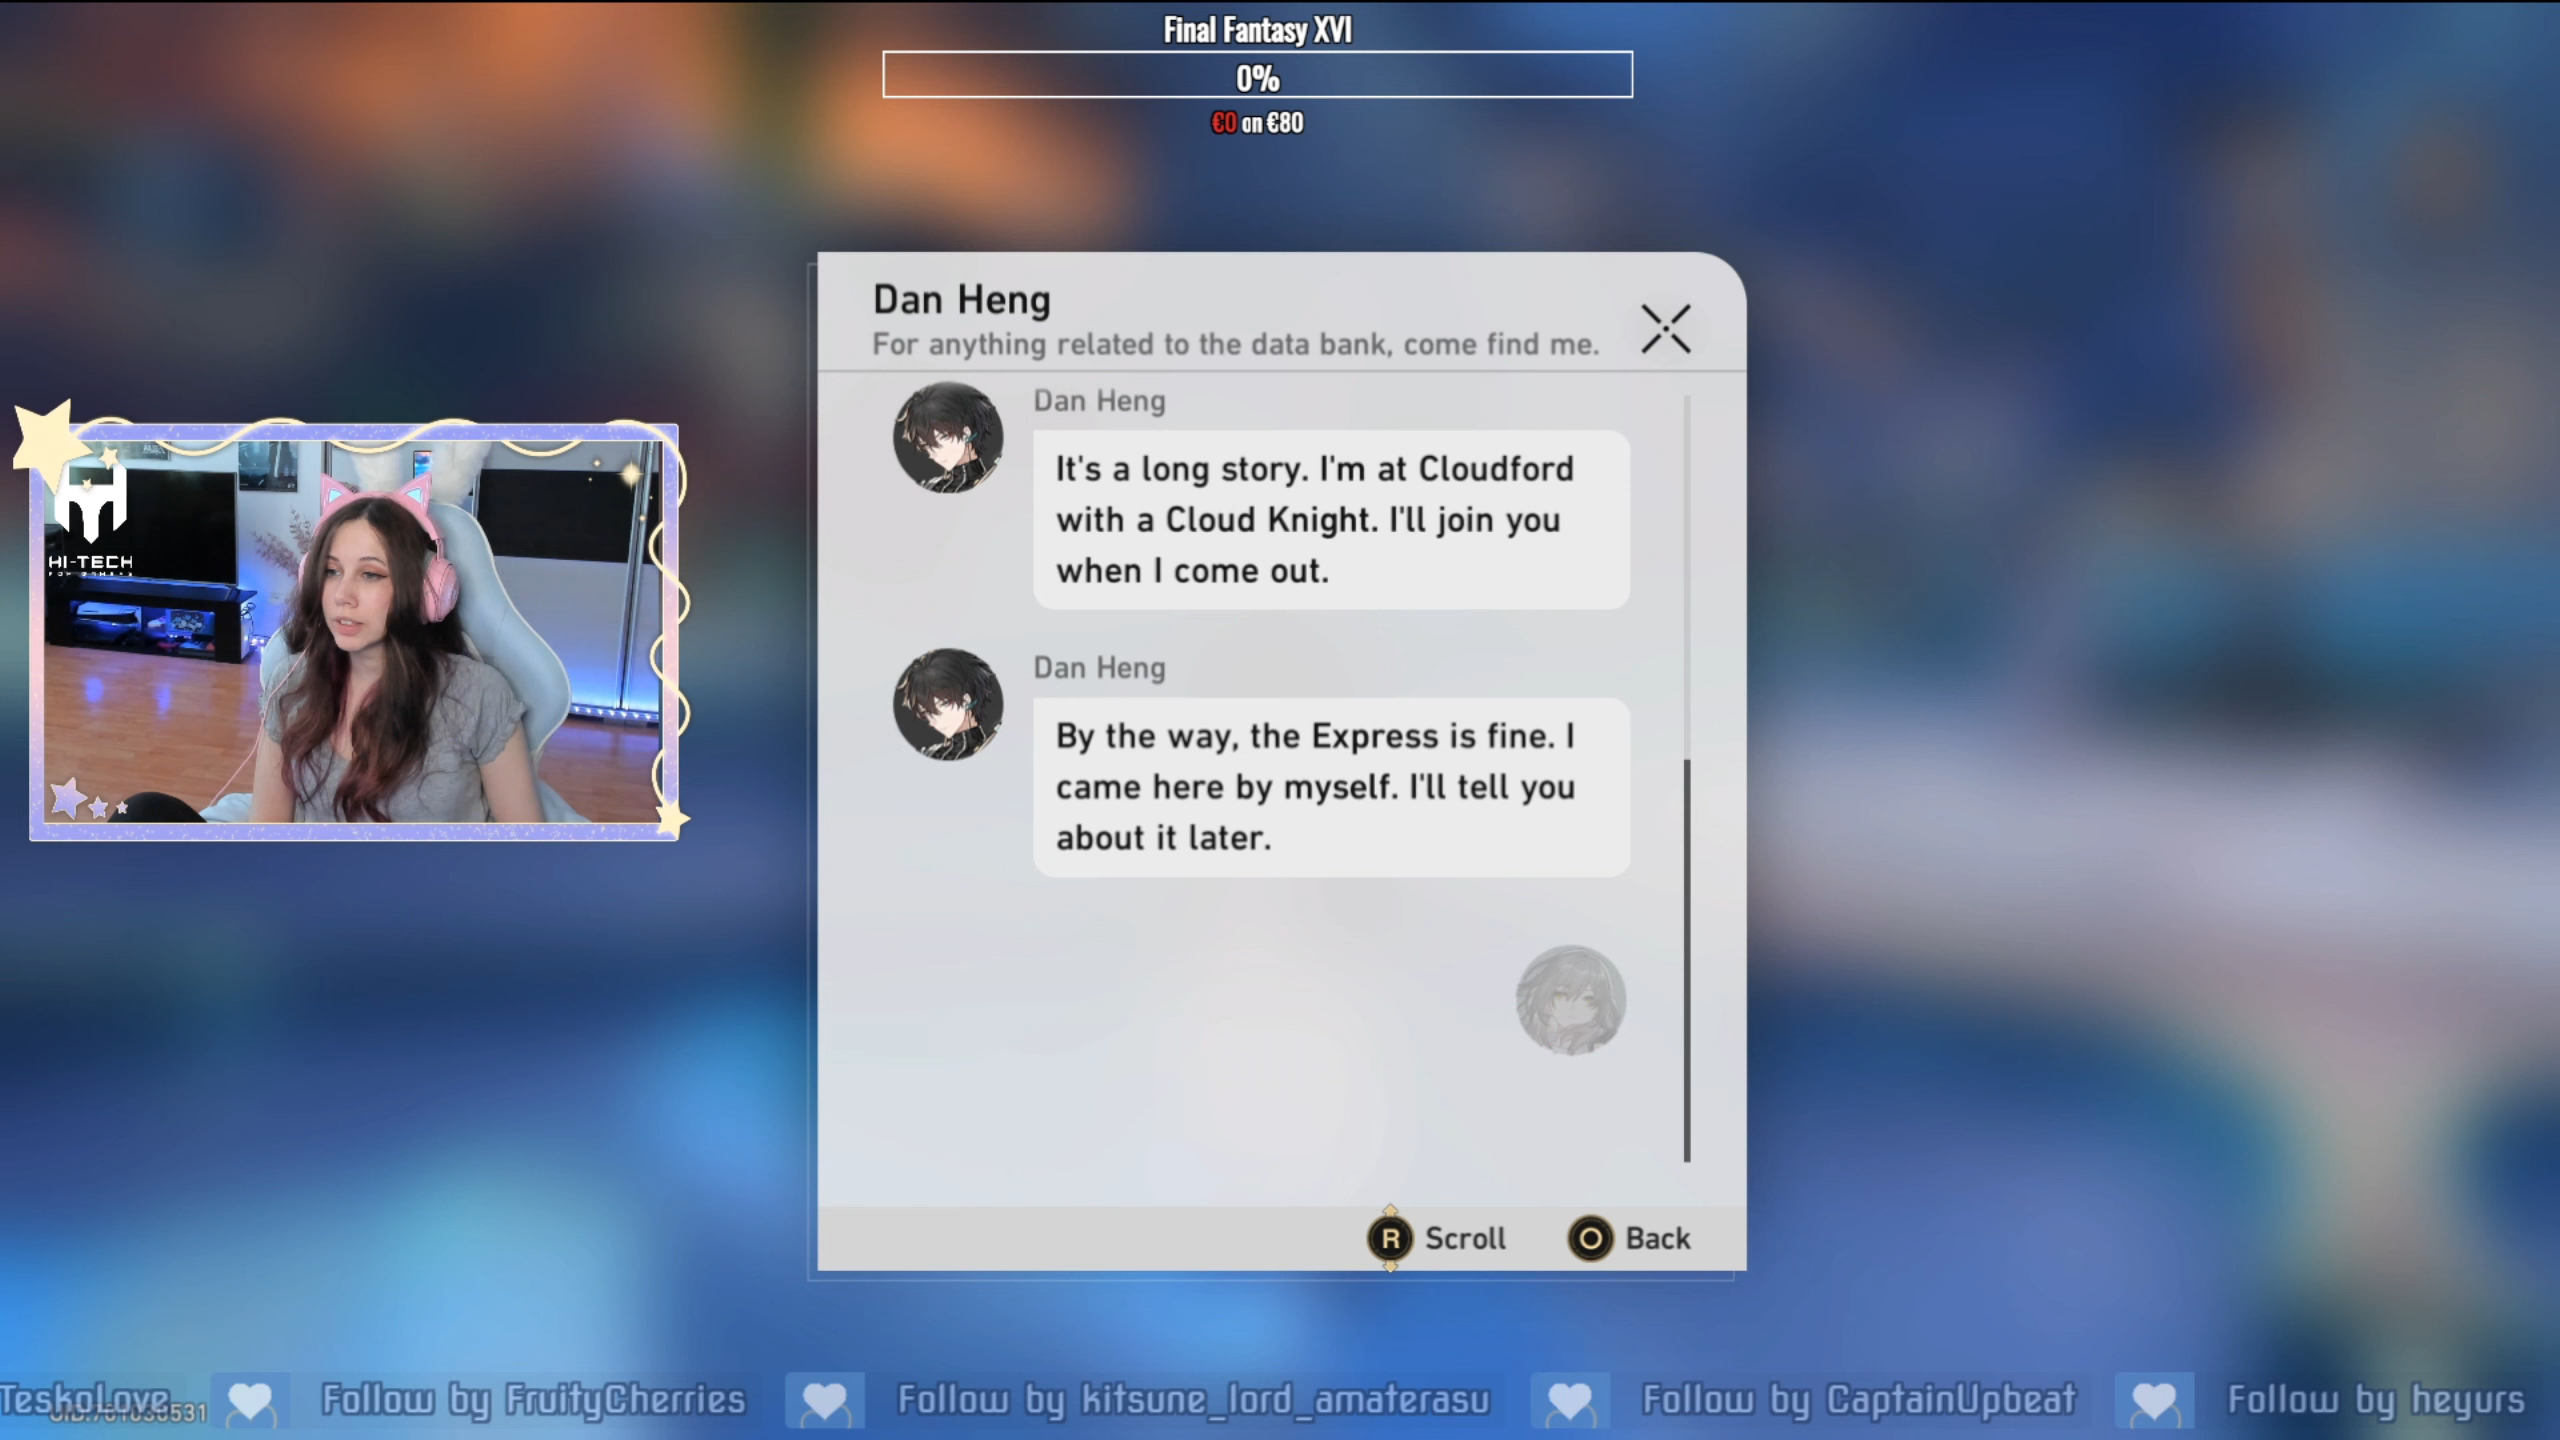 Final Fantasy XVI
0%
€0 on €80
Dan Heng
For anything related to the data bank, come find me.
Dan Heng
It's a long story. I'm at Cloudford
with a Cloud Knight. I'll join you
when I come out.
Dan Heng
By the way, the Express is fine. I
came here by myself. I'll tell you
about it later.
HI-TECH
FOR GAMERS
R Scroll
Back
TeskoLove
Follow by FruityCherries
Follow by kitsune_lord_amaterasu
Follow by CaptainUpbeat
Follow by heyurs